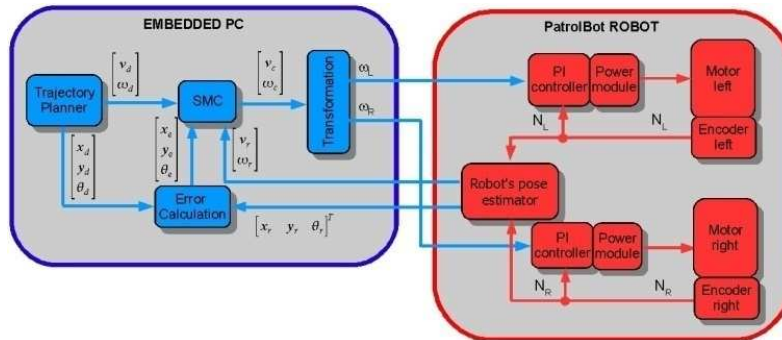 EMBEDDED PC
PatrolBot ROBOT
Trajectory
Planner
[v_d
ω_d]
SMC
[v_c
ω_c]
Transformation
ω_L
ω_R
[x_d
y_d
θ_d]
[x_e
y_e
θ_e]
[v_r
ω_r]
Error
Calculation
[x_r y_r θ_r]^T
PI
controller
Power
module
Motor
left
N_L
N_L
Encoder
left
Robot's pose
estimator
PI
controller
Power
module
Motor
right
N_R
N_R
Encoder
right